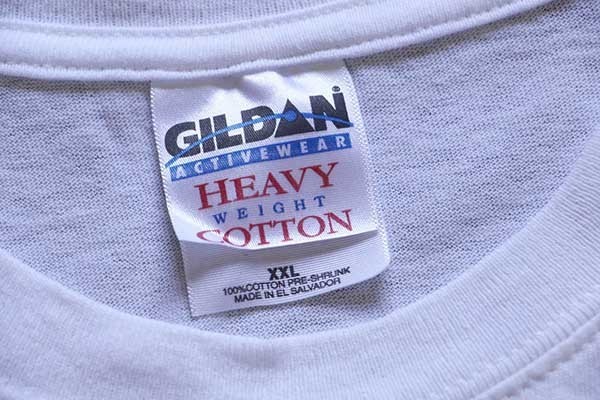 GILDAN®
ACTIVEWEAR
HEAVY
WEIGHT
COTTON
XXL
100%COTTON PRE-SHRUNK
MADE IN EL SALVADOR